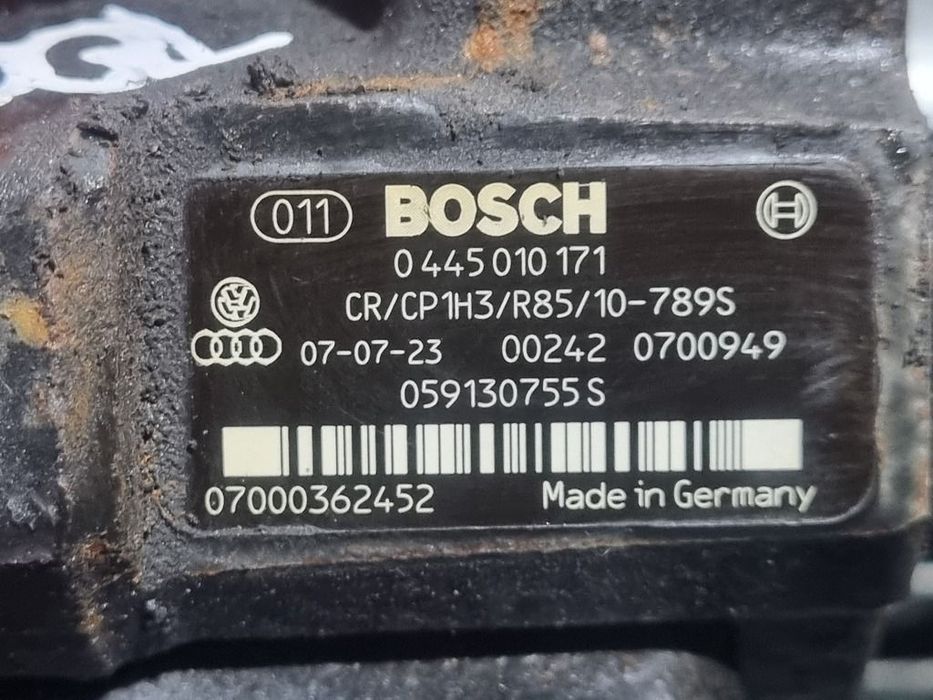 011 BOSCH
0 445 010 171
CR/CP1H3/R85/10-789S
07-07-23 00242 0700949
059130755S
07000362452 Made in Germany